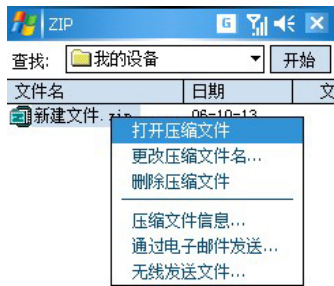 ZIP G
查找: 我的设备 开始
文件名 日期 文
新建文件.zip 06-10-13
打开压缩文件
更改压缩文件名...
删除压缩文件
压缩文件信息...
通过电子邮件发送...
无线发送文件...